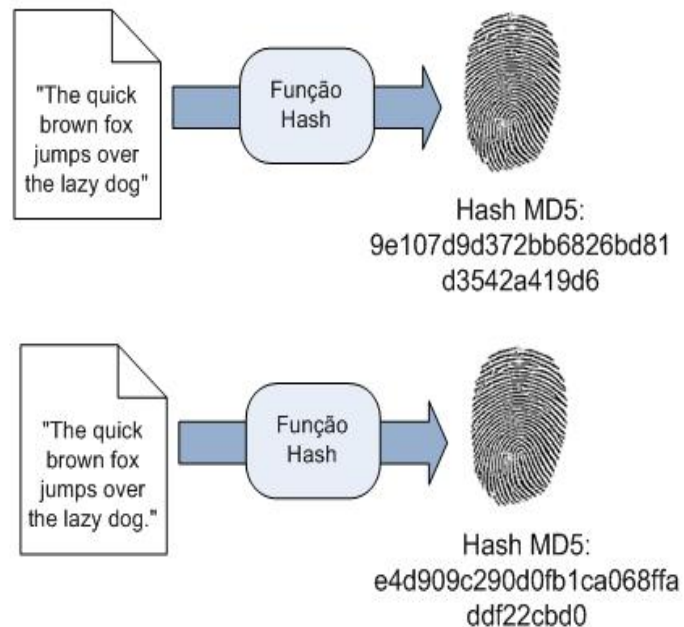 "The quick
brown fox
jumps over
the lazy dog"
Função
Hash
Hash MD5:
9e107d9d372bb6826bd81
d3542a419d6
"The quick
brown fox
jumps over
the lazy dog."
Função
Hash
Hash MD5:
e4d909c290d0fb1ca068ffa
ddf22cbd0